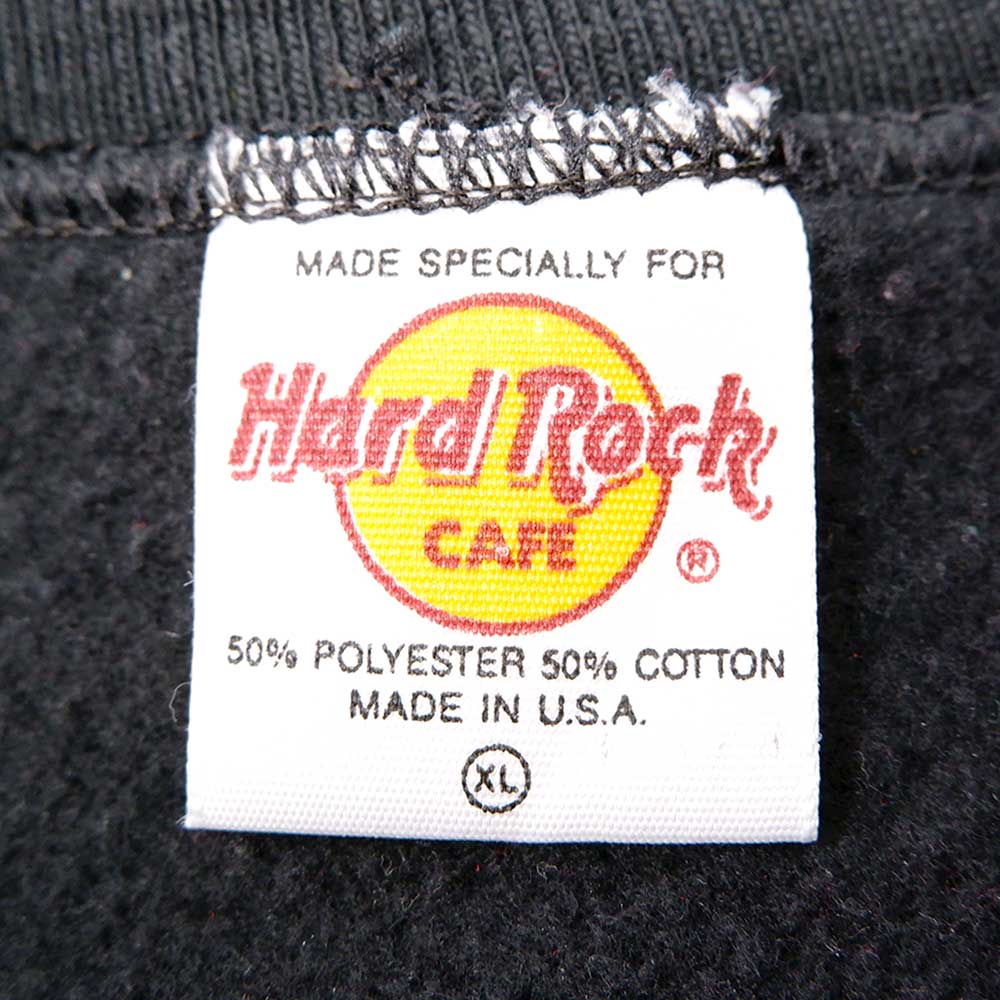 MADE SPECIALLY FOR
Hard Rock
CAFE
®
50% POLYESTER 50% COTTON
MADE IN U.S.A.
XL